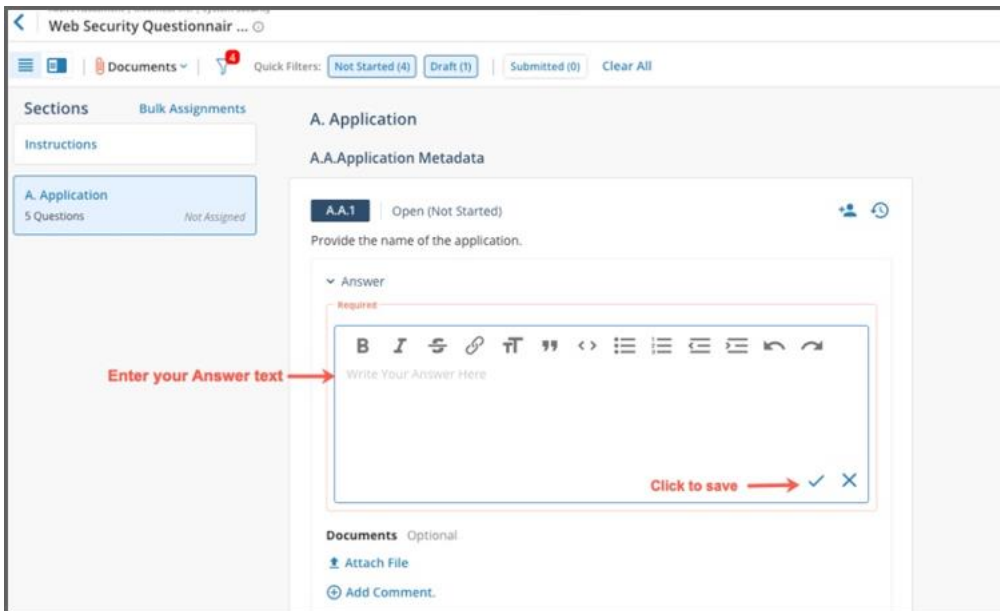 Web Security Questionnair ...
Documents
4
Quick Filters: Not Started (4) Draft (1) Submitted (0) Clear All
Sections Bulk Assignments
Instructions
A. Application
5 Questions Not Assigned
A. Application
A.A.Application Metadata
A.A.1 Open (Not Started)
Provide the name of the application.
Answer
Required
Enter your Answer text
Write Your Answer Here
Click to save
Documents Optional
Attach File
Add Comment.